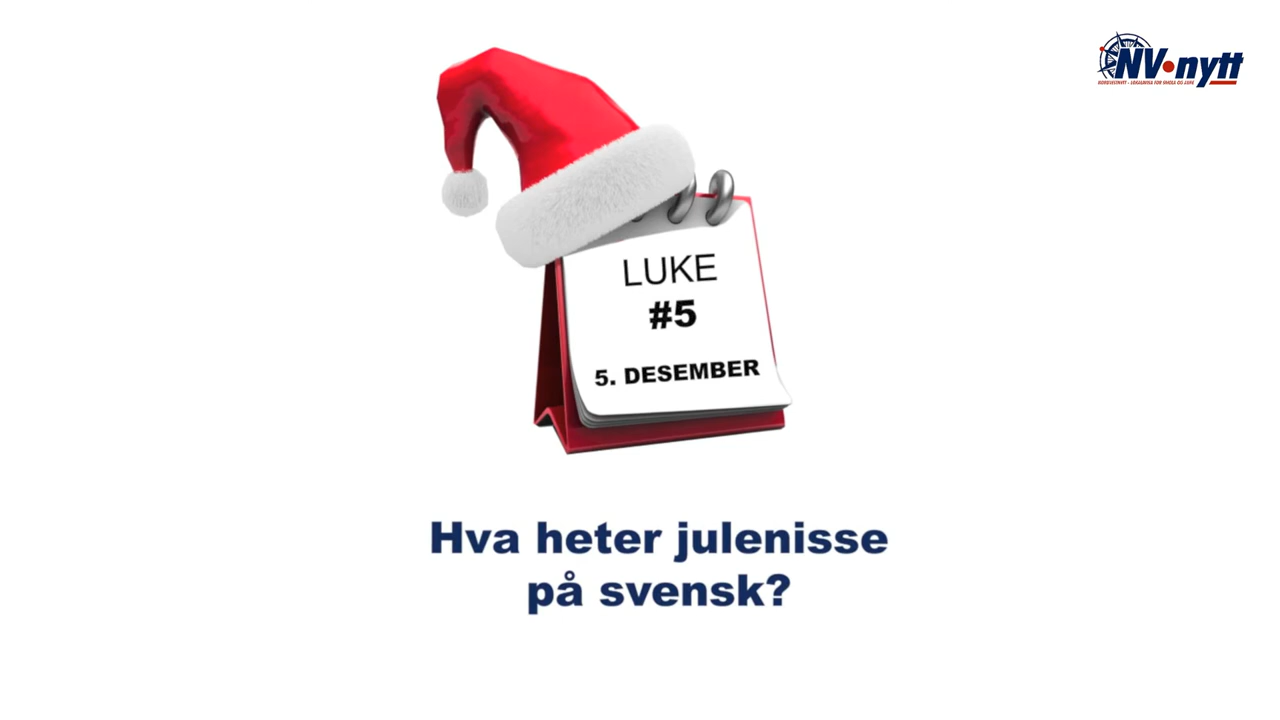 NV•nytt
LUKE
#5
5. DESEMBER
Hva heter julenisse
på svensk?